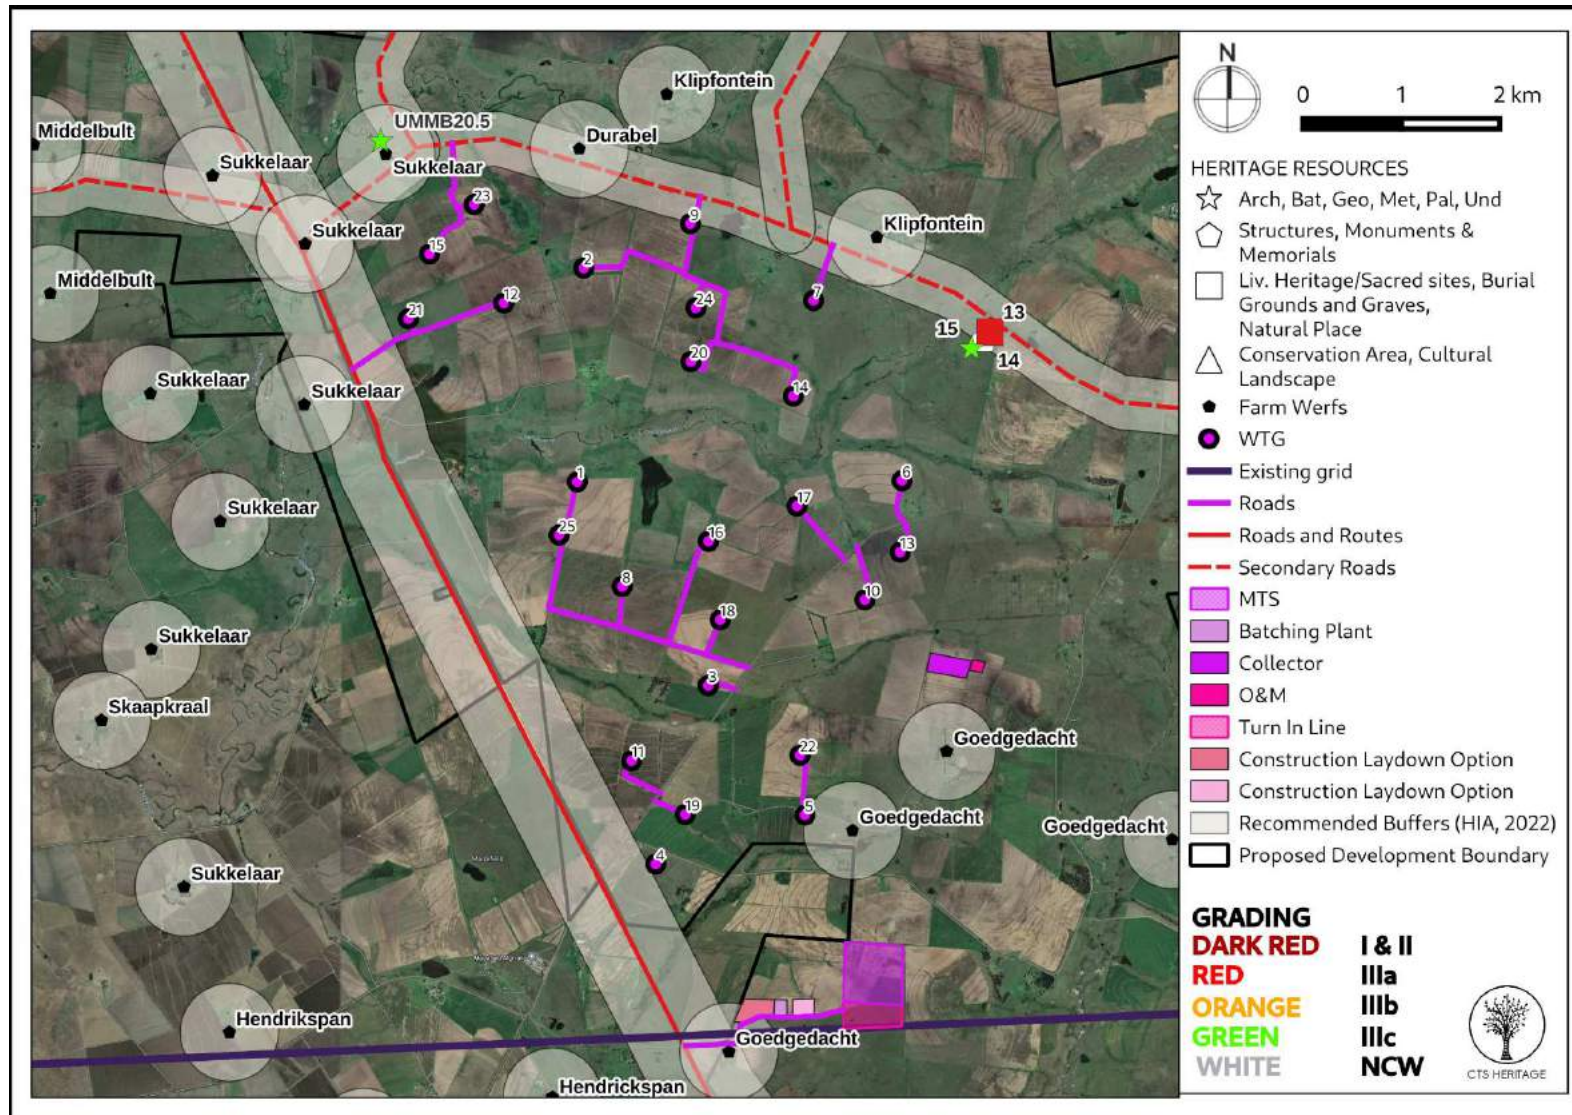 Klipfontein
UMMB20.5
Middelbult
Durabel
Sukkelaar
Sukkelaar
23
9
Klipfontein
Sukkelaar
15
2
Middelbult
12
24
7
21
13
15
14
20
Sukkelaar
14
Sukkelaar
1
6
17
Sukkelaar
25
16
13
8
10
18
Sukkelaar
3
Skaapkraal
Goedgedacht
11
22
19
5
Goedgedacht
Goedgedacht
4
Sukkelaar
Hendrikspan
Goedgedacht
Hendrickspan
N
0 1 2 km
HERITAGE RESOURCES
Arch, Bat, Geo, Met, Pal, Und
Structures, Monuments &
Memorials
Liv. Heritage/Sacred sites, Burial
Grounds and Graves,
Natural Place
Conservation Area, Cultural
Landscape
Farm Werfs
WTG
Existing grid
Roads
Roads and Routes
Secondary Roads
MTS
Batching Plant
Collector
O&M
Turn In Line
Construction Laydown Option
Construction Laydown Option
Recommended Buffers (HIA, 2022)
Proposed Development Boundary
GRADING
DARK RED I & II
RED IIIa
ORANGE IIIb
GREEN IIIc
WHITE NCW
CTS HERITAGE